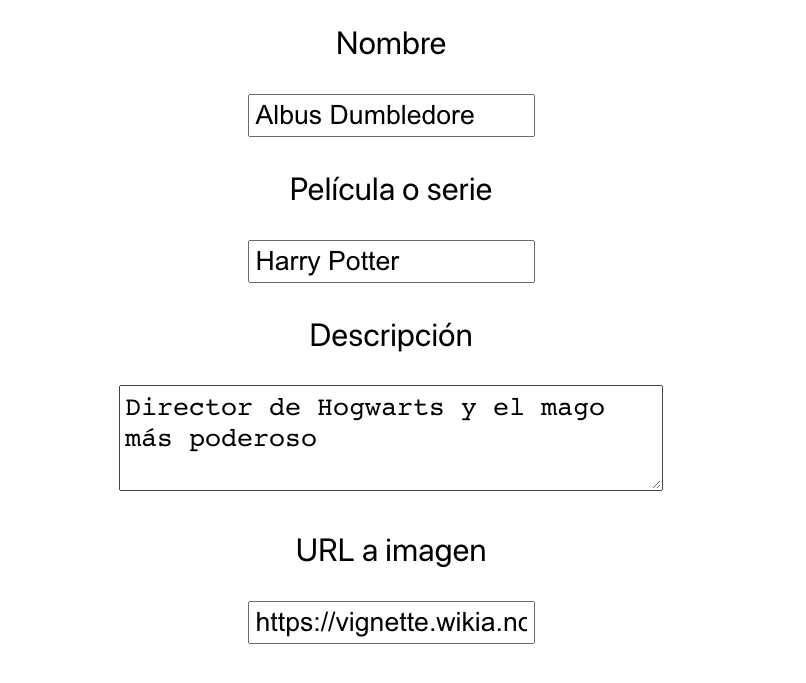 Nombre
Albus Dumbledore
Película o serie
Harry Potter
Descripción
Director de Hogwarts y el mago
más poderoso
URL a imagen
https://vignette.wikia.nc